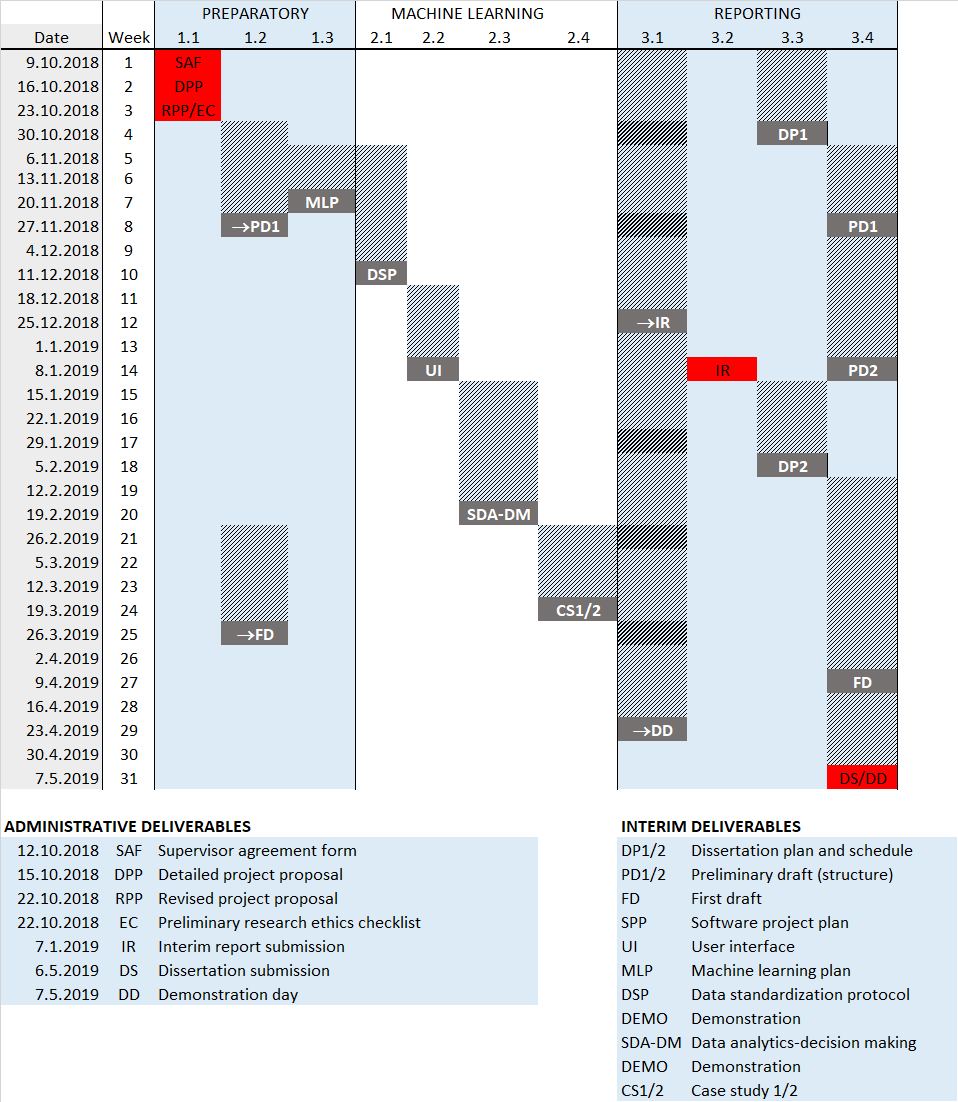 PREPARATORY MACHINE LEARNING REPORTING
Date Week 1.1 1.2 1.3 2.1 2.2 2.3 2.4 3.1 3.2 3.3 3.4
9.10.2018 1 SAF
16.10.2018 2 DPP
23.10.2018 3 RPP/EC
30.10.2018 4 DP1
6.11.2018 5
13.11.2018 6
20.11.2018 7 MLP
27.11.2018 8 →PD1 PD1
4.12.2018 9
11.12.2018 10 DSP
18.12.2018 11
25.12.2018 12 →IR
1.1.2019 13
8.1.2019 14 UI IR PD2
15.1.2019 15
22.1.2019 16
29.1.2019 17
5.2.2019 18 DP2
12.2.2019 19
19.2.2019 20 SDA-DM
26.2.2019 21
5.3.2019 22
12.3.2019 23
19.3.2019 24 CS1/2
26.3.2019 25 →FD
2.4.2019 26
9.4.2019 27 FD
16.4.2019 28
23.4.2019 29 →DD
30.4.2019 30
7.5.2019 31 DS/DD
ADMINISTRATIVE DELIVERABLES
12.10.2018 SAF Supervisor agreement form
15.10.2018 DPP Detailed project proposal
22.10.2018 RPP Revised project proposal
22.10.2018 EC Preliminary research ethics checklist
7.1.2019 IR Interim report submission
6.5.2019 DS Dissertation submission
7.5.2019 DD Demonstration day
INTERIM DELIVERABLES
DP1/2 Dissertation plan and schedule
PD1/2 Preliminary draft (structure)
FD First draft
SPP Software project plan
UI User interface
MLP Machine learning plan
DSP Data standardization protocol
DEMO Demonstration
SDA-DM Data analytics-decision making
DEMO Demonstration
CS1/2 Case study 1/2